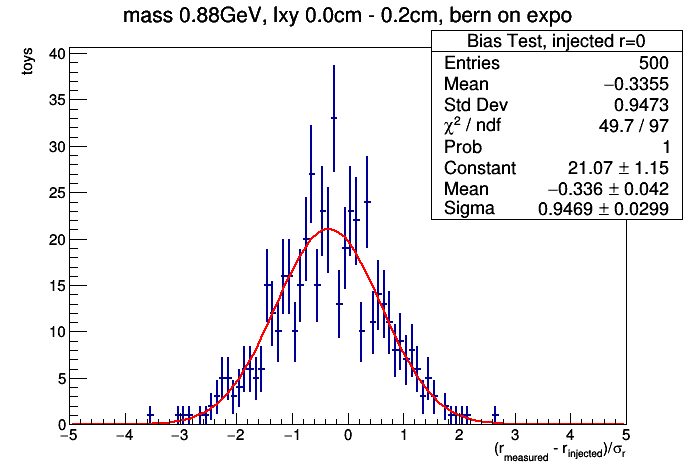 mass 0.88GeV, lxy 0.0cm - 0.2cm, bern on expo
Bias Test, injected r=0
Entries 500
Mean −0.3355
Std Dev 0.9473
χ² / ndf 49.7 / 97
Prob 1
Constant 21.07 ± 1.15
Mean −0.336 ± 0.042
Sigma 0.9469 ± 0.0299
toys
40
35
30
25
20
15
10
5
0
−5 −4 −3 −2 −1 0 1 2 3 4 5
(r_measured - r_injected)/σ_r